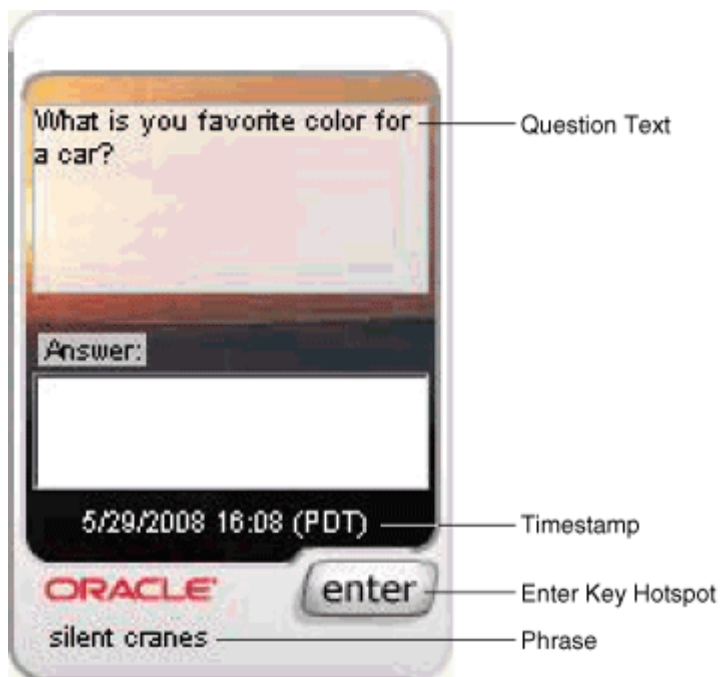 What is you favorite color for
a car?
Question Text
Answer:
5/29/2008 16:08 (PDT)
Timestamp
ORACLE
enter
Enter Key Hotspot
silent cranes
Phrase